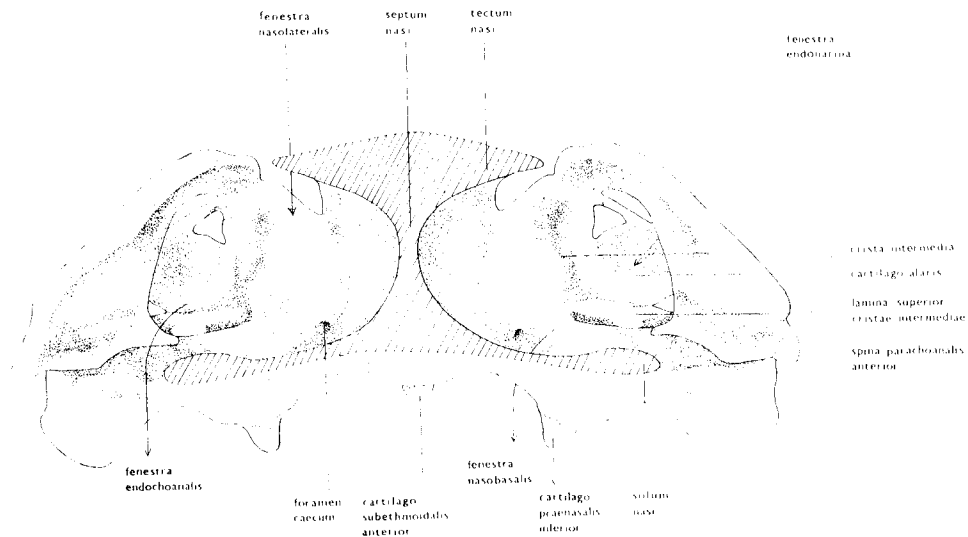 fenestra
nasolateralis
septum
nasi
tectum
nasi
fenestra
endonarina
crista intermedia
cartilago alaris
lamina superior
cristae intermediae
spina parachoanalis
anterior
fenestra
endochoanalis
foramen
caecum
cartilago
subethmoidalis
anterior
fenestra
nasobasalis
cartilago
praenasalis
inferior
solum
nasi